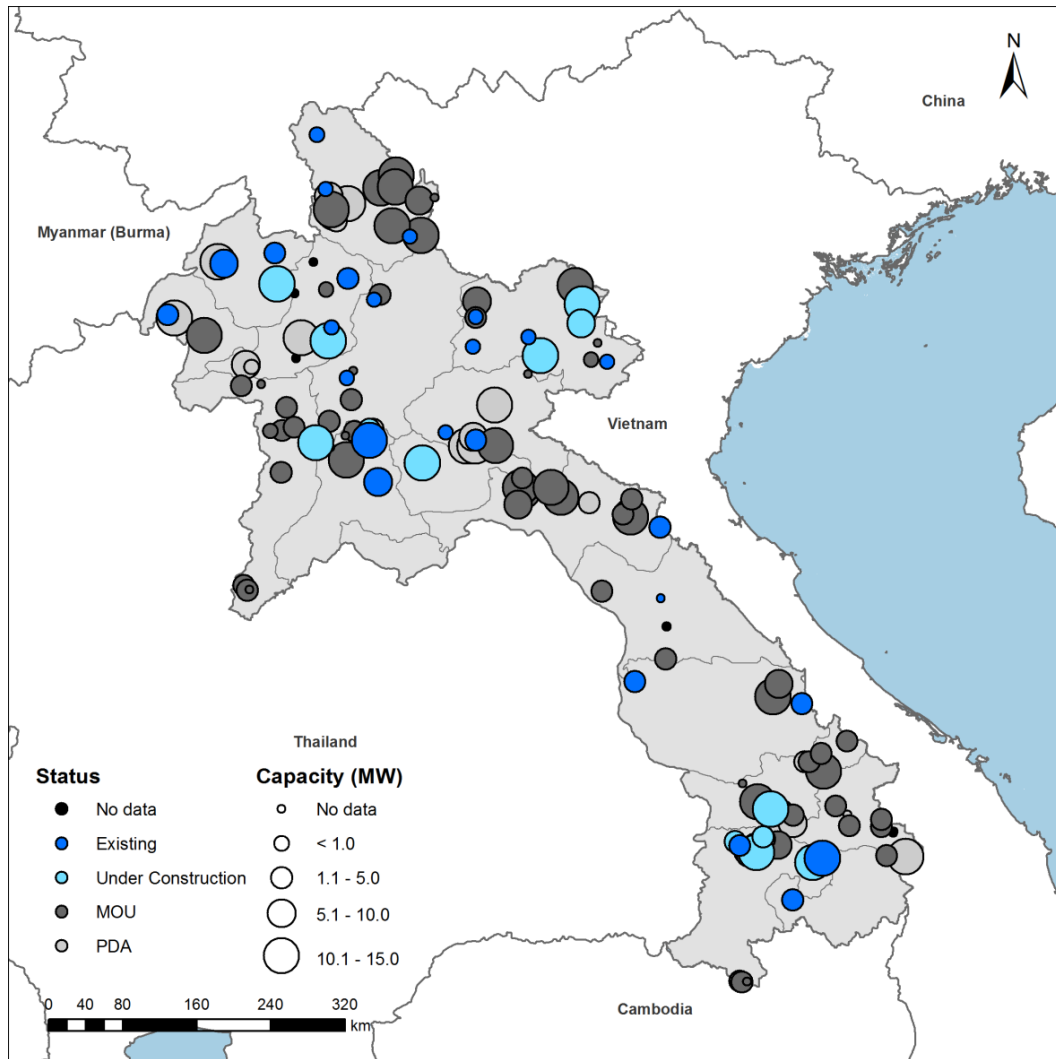 N
China
Myanmar (Burma)
Vietnam
Thailand
Status
No data
Existing
Under Construction
MOU
PDA
Capacity (MW)
No data
< 1.0
1.1 - 5.0
5.1 - 10.0
10.1 - 15.0
0 40 80 160 240 320
km
Cambodia